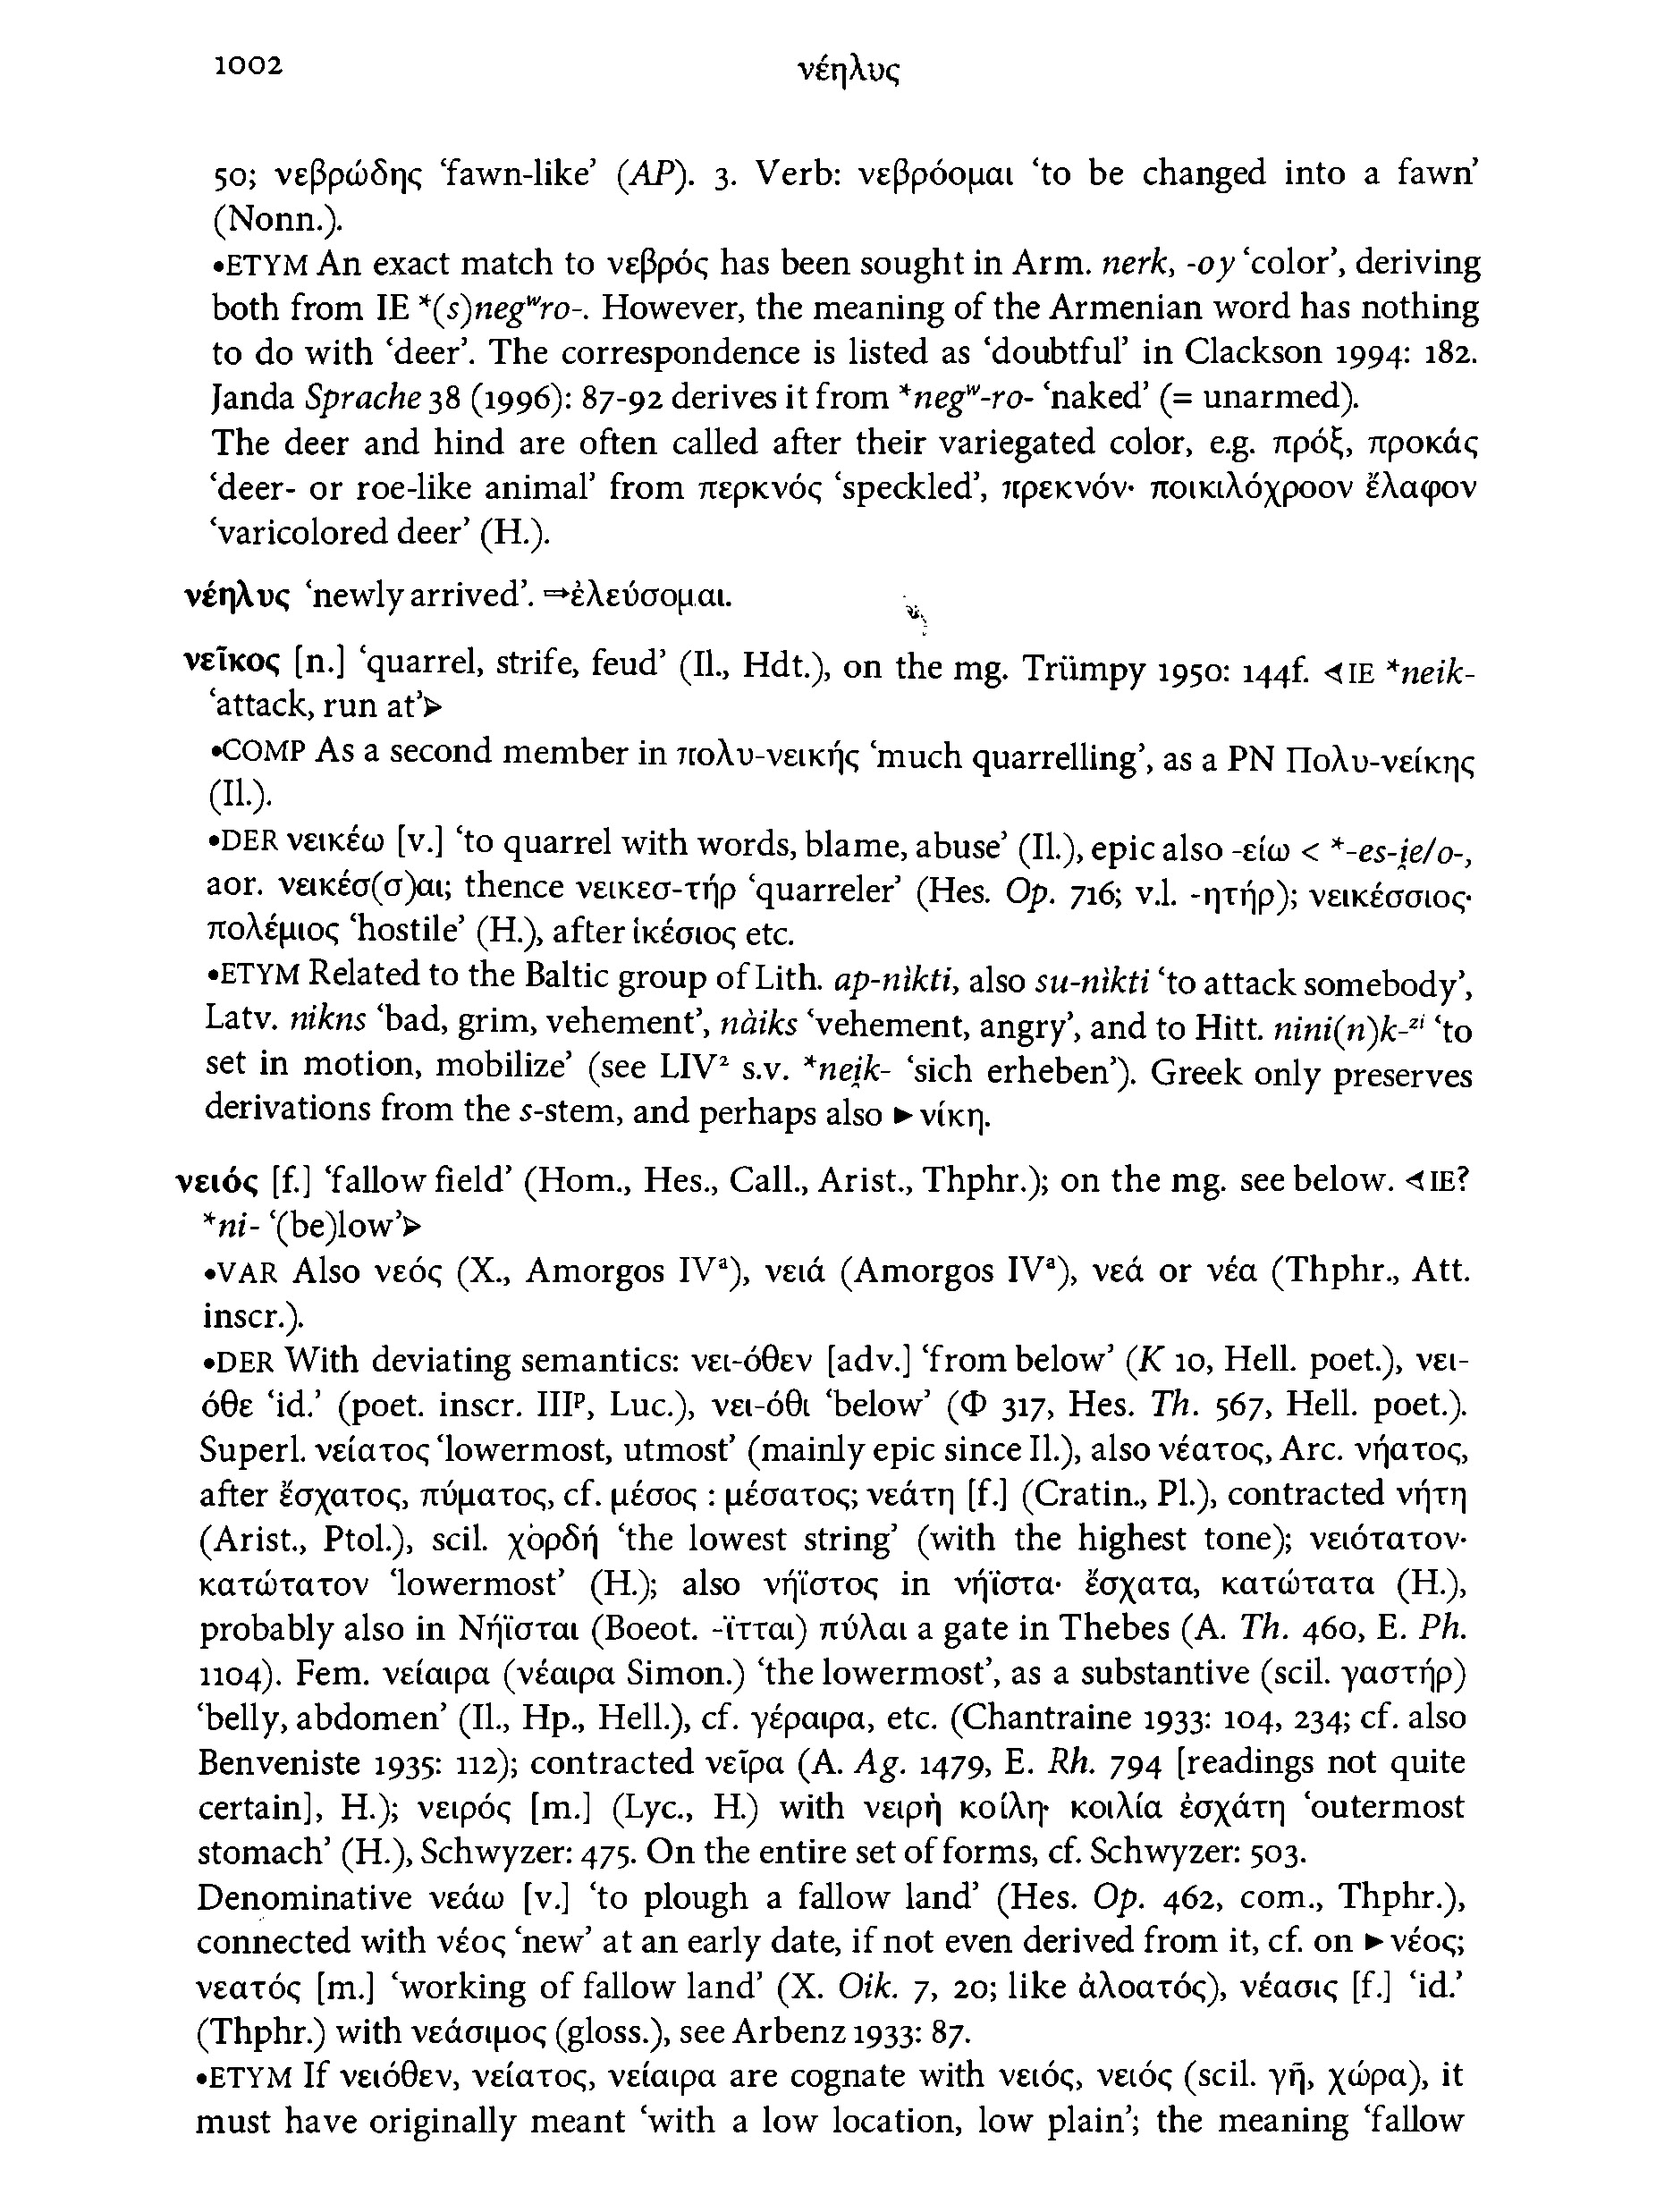 1002
νέηλυς
50; νεβρώδης ‘fawn-like’ (AP). 3. Verb: νεβρόομαι ‘to be changed into a fawn’
(Nonn.).
•ETYM An exact match to νεβρός has been sought in Arm. nerk, -oy ‘color’, deriving
both from IE *(s)negʷro-. However, the meaning of the Armenian word has nothing
to do with ‘deer’. The correspondence is listed as ‘doubtful’ in Clackson 1994: 182.
Janda Sprache 38 (1996): 87-92 derives it from *negʷ-ro- ‘naked’ (= unarmed).
The deer and hind are often called after their variegated color, e.g. πρόξ, προκάς
‘deer- or roe-like animal’ from περκνός ‘speckled’, πρεκνόν· ποικιλόχροον ἔλαφον
‘varicolored deer’ (H.).
νέηλυς ‘newly arrived’. ⇒ἐλεύσομαι.
νεῖκος [n.] ‘quarrel, strife, feud’ (Il., Hdt.), on the mg. Trümpy 1950: 144f. ⋖IE *neik-
‘attack, run at’⋗
•COMP As a second member in πολυ-νεικής ‘much quarrelling’, as a PN Πολυ-νείκης
(Il.).
•DER νεικέω [v.] ‘to quarrel with words, blame, abuse’ (Il.), epic also -είω < *-es-i̯e/o-,
aor. νεικέσ(σ)αι; thence νεικεσ-τήρ ‘quarreler’ (Hes. Op. 716; v.l. -ητήρ); νεικέσσιος·
πολέμιος ‘hostile’ (H.), after ἱκέσιος etc.
•ETYM Related to the Baltic group of Lith. ap-nìkti, also su-nìkti ‘to attack somebody’,
Latv. nikns ‘bad, grim, vehement’, nàiks ‘vehement, angry’, and to Hitt. nini(n)k-ᶻⁱ ‘to
set in motion, mobilize’ (see LIV² s.v. *nei̯k- ‘sich erheben’). Greek only preserves
derivations from the s-stem, and perhaps also ►νίκη.
νειός [f.] ‘fallow field’ (Hom., Hes., Call., Arist., Thphr.); on the mg. see below. ⋖IE?
*ni- ‘(be)low’⋗
•VAR Also νεός (X., Amorgos IVᵃ), νειά (Amorgos IVᵃ), νεά or νέα (Thphr., Att.
inscr.).
•DER With deviating semantics: νει-όθεν [adv.] ‘from below’ (K 10, Hell. poet.), νει-
όθε ‘id.’ (poet. inscr. IIIᵖ, Luc.), νει-όθι ‘below’ (Φ 317, Hes. Th. 567, Hell. poet.).
Superl. νείατος ‘lowermost, utmost’ (mainly epic since Il.), also νέατος, Arc. νήατος,
after ἔσχατος, πύματος, cf. μέσος : μέσατος; νεάτη [f.] (Cratin., Pl.), contracted νήτη
(Arist., Ptol.), scil. χορδή ‘the lowest string’ (with the highest tone); νειότατον·
κατώτατον ‘lowermost’ (H.); also νήϊστος in νήϊστα· ἔσχατα, κατώτατα (H.),
probably also in Νήϊσται (Boeot. -ϊτται) πύλαι a gate in Thebes (A. Th. 460, E. Ph.
1104). Fem. νείαιρα (νέαιρα Simon.) ‘the lowermost’, as a substantive (scil. γαστήρ)
‘belly, abdomen’ (Il., Hp., Hell.), cf. γέραιρα, etc. (Chantraine 1933: 104, 234; cf. also
Benveniste 1935: 112); contracted νεῖρα (A. Ag. 1479, E. Rh. 794 [readings not quite
certain], H.); νειρός [m.] (Lyc., H.) with νειρὴ κοίλη· κοιλία ἐσχάτη ‘outermost
stomach’ (H.), Schwyzer: 475. On the entire set of forms, cf. Schwyzer: 503.
Denominative νεάω [v.] ‘to plough a fallow land’ (Hes. Op. 462, com., Thphr.),
connected with νέος ‘new’ at an early date, if not even derived from it, cf. on ►νέος;
νεατός [m.] ‘working of fallow land’ (X. Oik. 7, 20; like ἀλοατός), νέασις [f.] ‘id.’
(Thphr.) with νεάσιμος (gloss.), see Arbenz 1933: 87.
•ETYM If νειόθεν, νείατος, νείαιρα are cognate with νειός, νειός (scil. γῆ, χώρα), it
must have originally meant ‘with a low location, low plain’; the meaning ‘fallow